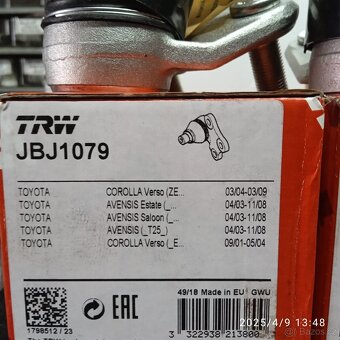 TRW
JBJ1079
TOYOTA COROLLA Verso (ZE... 03/04-03/09
TOYOTA AVENSIS Estate (_... 04/03-11/08
TOYOTA AVENSIS Saloon (_... 04/03-11/08
TOYOTA AVENSIS (_T25_) 04/03-11/08
TOYOTA COROLLA Verso (_E... 09/01-05/04
49/18 Made in EU GWU
EAC
1798512 / 23
3 322938 213800
2025/4/9 13:48